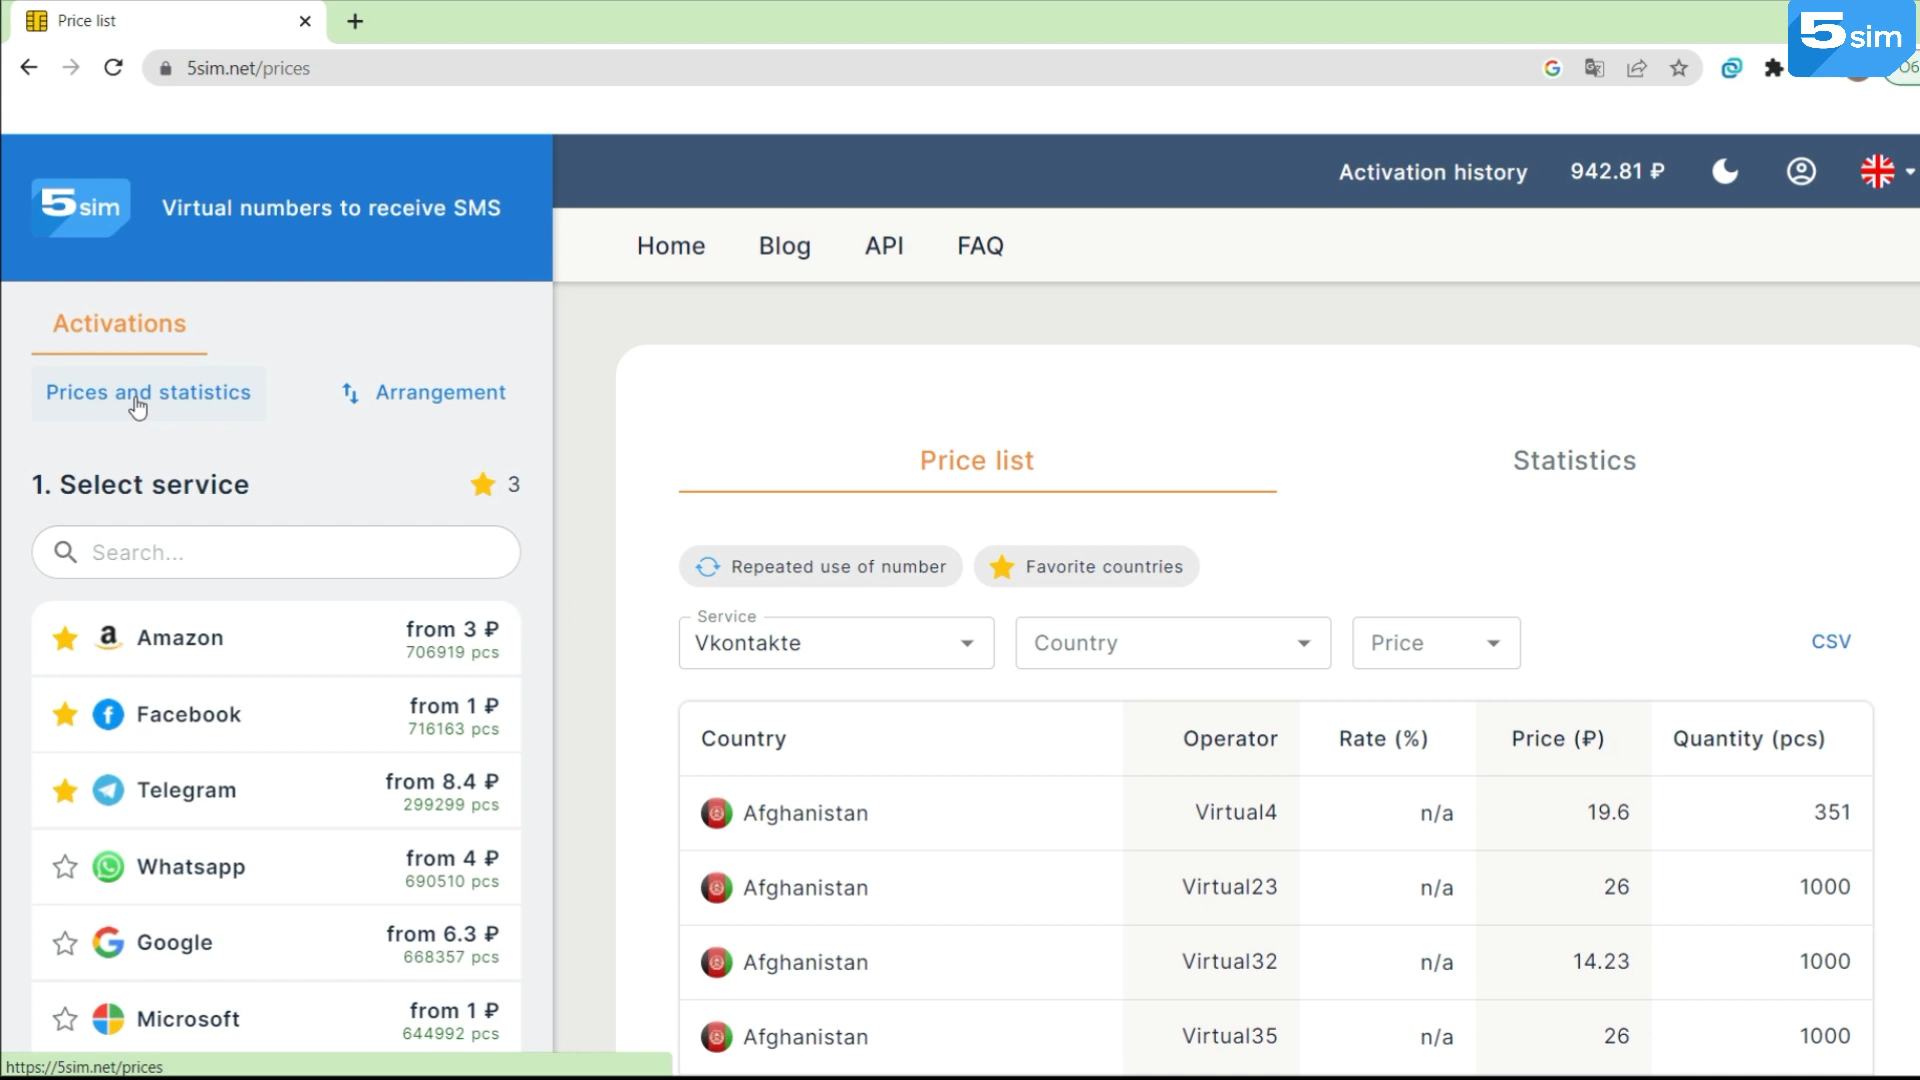 Price list
5sim
5sim.net/prices
06
5sim
Virtual numbers to receive SMS
Activation history
942.81 ₽
Home
Blog
API
FAQ
Activations
Prices and statistics
Arrangement
1. Select service
3
Search...
Amazon
from 3 ₽
706919 pcs
Facebook
from 1 ₽
716163 pcs
Telegram
from 8.4 ₽
299299 pcs
Whatsapp
from 4 ₽
690510 pcs
Google
from 6.3 ₽
668357 pcs
Microsoft
from 1 ₽
644992 pcs
Price list
Statistics
Repeated use of number
Favorite countries
Service
Vkontakte
Country
Price
CSV
Country Operator Rate (%) Price (₽) Quantity (pcs)
Afghanistan Virtual4 n/a 19.6 351
Afghanistan Virtual23 n/a 26 1000
Afghanistan Virtual32 n/a 14.23 1000
Afghanistan Virtual35 n/a 26 1000
https://5sim.net/prices